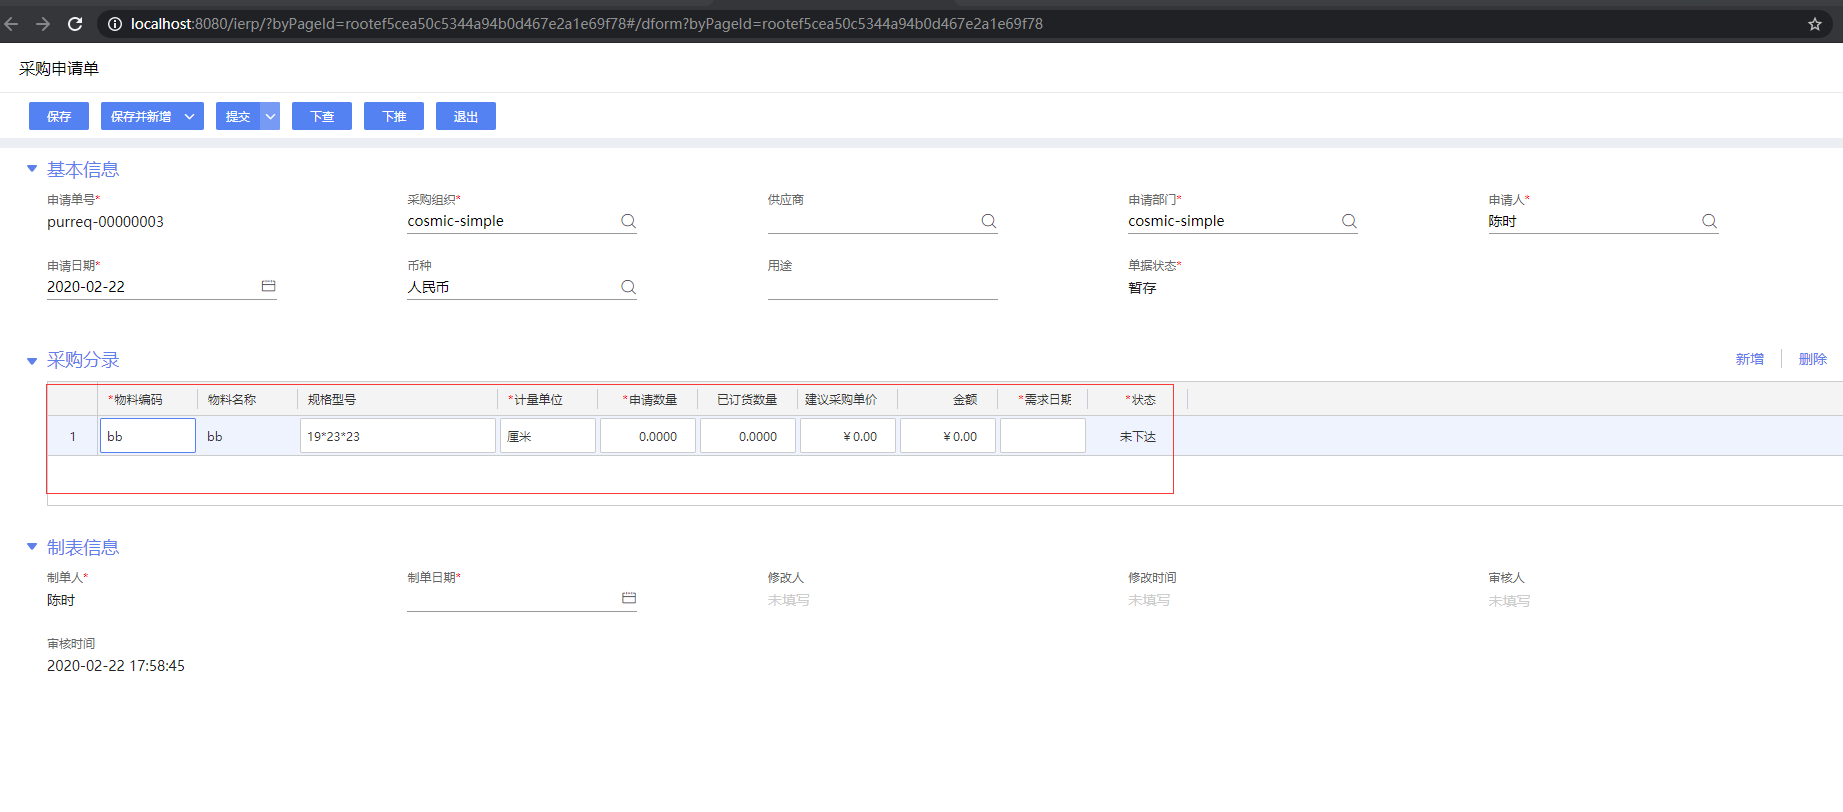 localhost:8080/ierp/?byPageId=rootef5cea50c5344a94b0d467e2a1e69f78#/dform?byPageId=rootef5cea50c5344a94b0d467e2a1e69f78
采购申请单
保存 保存并新增 提交 下查 下推 退出
基本信息
申请单号* 采购组织* 供应商 申请部门* 申请人*
purreq-00000003 cosmic-simple cosmic-simple 陈时
申请日期* 币种 用途 单据状态*
2020-02-22 人民币 暂存
采购分录 新增 删除
*物料编码 物料名称 规格型号 *计量单位 *申请数量 已订货数量 建议采购单价 金额 *需求日期 *状态
1 bb bb 19*23*23 厘米 0.0000 0.0000 ¥0.00 ¥0.00 未下达
制表信息
制单人* 制单日期* 修改人 修改时间 审核人
陈时 未填写 未填写 未填写
审核时间
2020-02-22 17:58:45